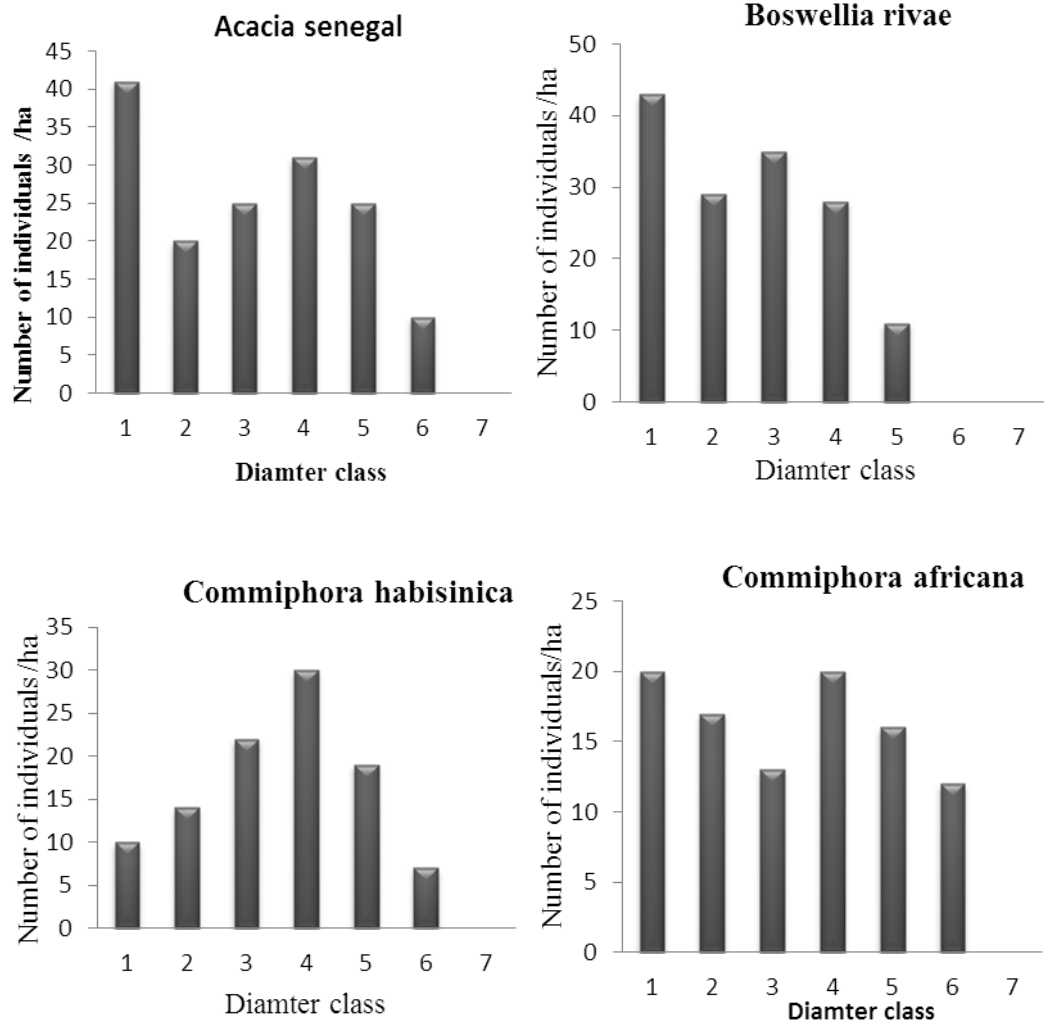 Acacia senegal
Number of individuals /ha
45
40
35
30
25
20
15
10
5
0
1 2 3 4 5 6 7
Diamter class
Boswellia rivae
Number of individuals /ha
50
40
30
20
10
0
1 2 3 4 5 6 7
Diamter class
Commiphora habisinica
Number of individuals /ha
35
30
25
20
15
10
5
0
1 2 3 4 5 6 7
Diamter class
Commiphora africana
Number of individuals/ha
25
20
15
10
5
0
1 2 3 4 5 6 7
Diamter class